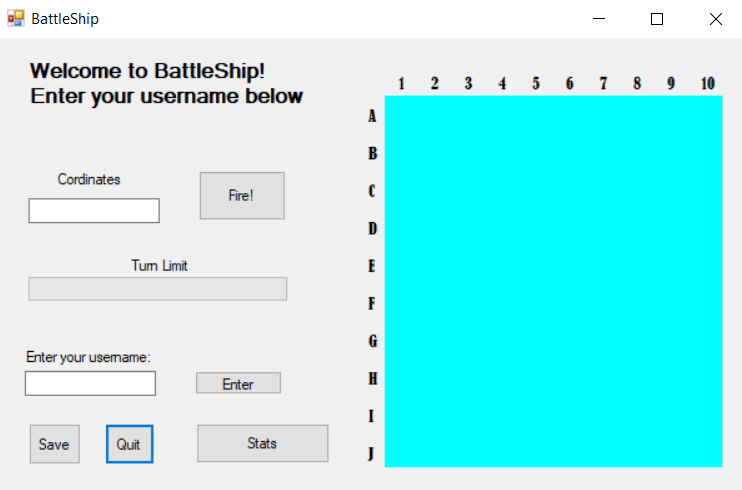 BattleShip
Welcome to BattleShip!
Enter your username below
Cordinates
Fire!
Turn Limit
Enter your username:
Enter
Save
Quit
Stats
1 2 3 4 5 6 7 8 9 10
A
B
C
D
E
F
G
H
I
J